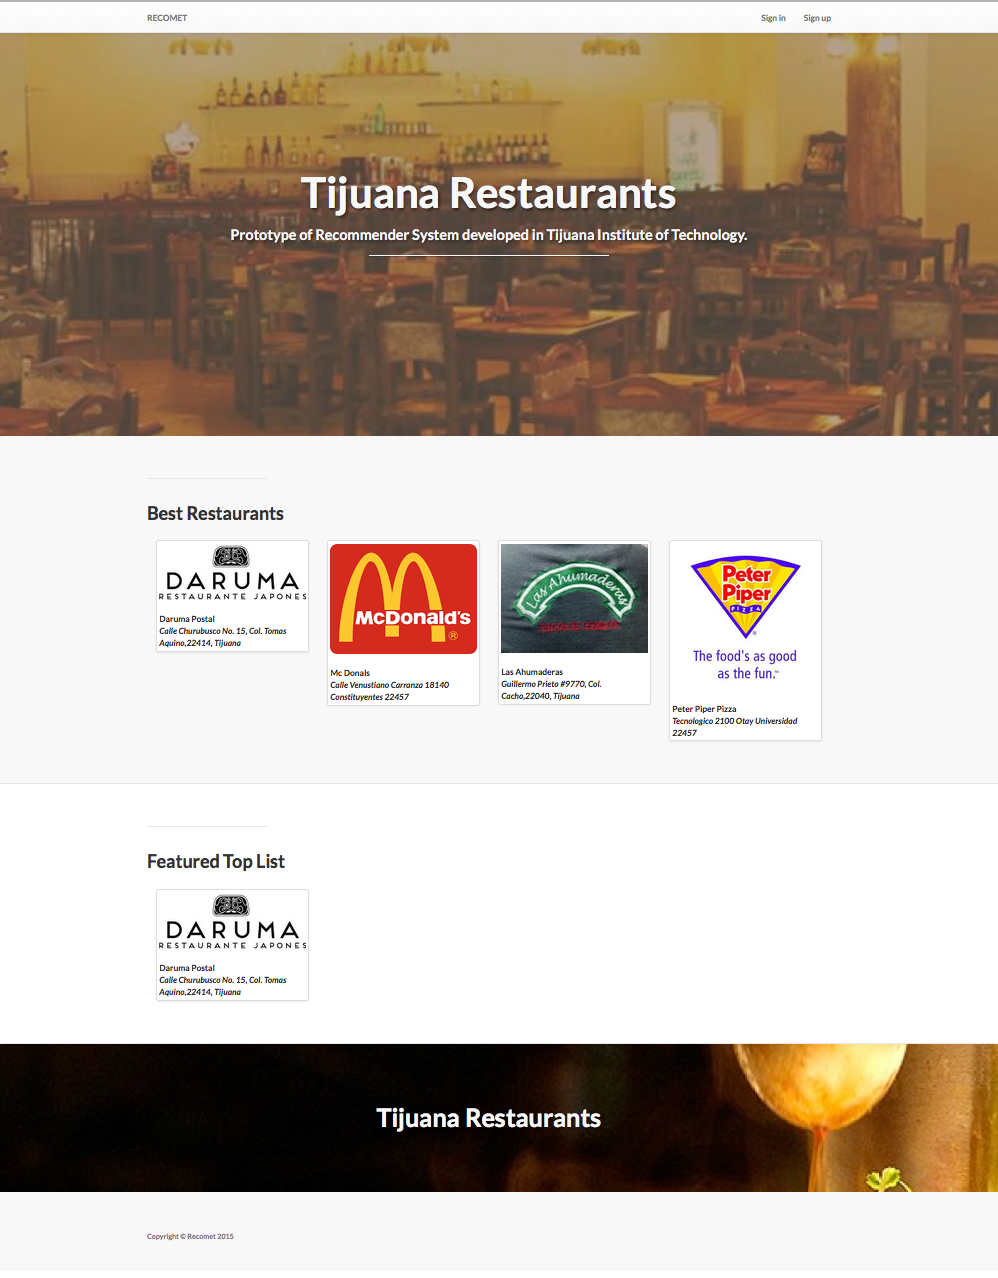 RECOMET
Sign in
Sign up
Tijuana Restaurants
Prototype of Recommender System developed in Tijuana Institute of Technology.
Best Restaurants
DARUMA
RESTAURANTE JAPONES
Daruma Postal
Calle Churubusco No. 15, Col. Tomas
Aquino,22414, Tijuana
McDonald's
®
Mc Donals
Calle Venustiano Carranza 18140
Constituyentes 22457
Las Ahumaderas
Las Ahumaderas
Guillermo Prieto #9770, Col.
Cacho,22040, Tijuana
Peter
Piper
PIZZA
®
The food's as good
as the fun.™
Peter Piper Pizza
Tecnologico 2100 Otay Universidad
22457
Featured Top List
DARUMA
RESTAURANTE JAPONES
Daruma Postal
Calle Churubusco No. 15, Col. Tomas
Aquino,22414, Tijuana
Tijuana Restaurants
Copyright © Recomet 2015